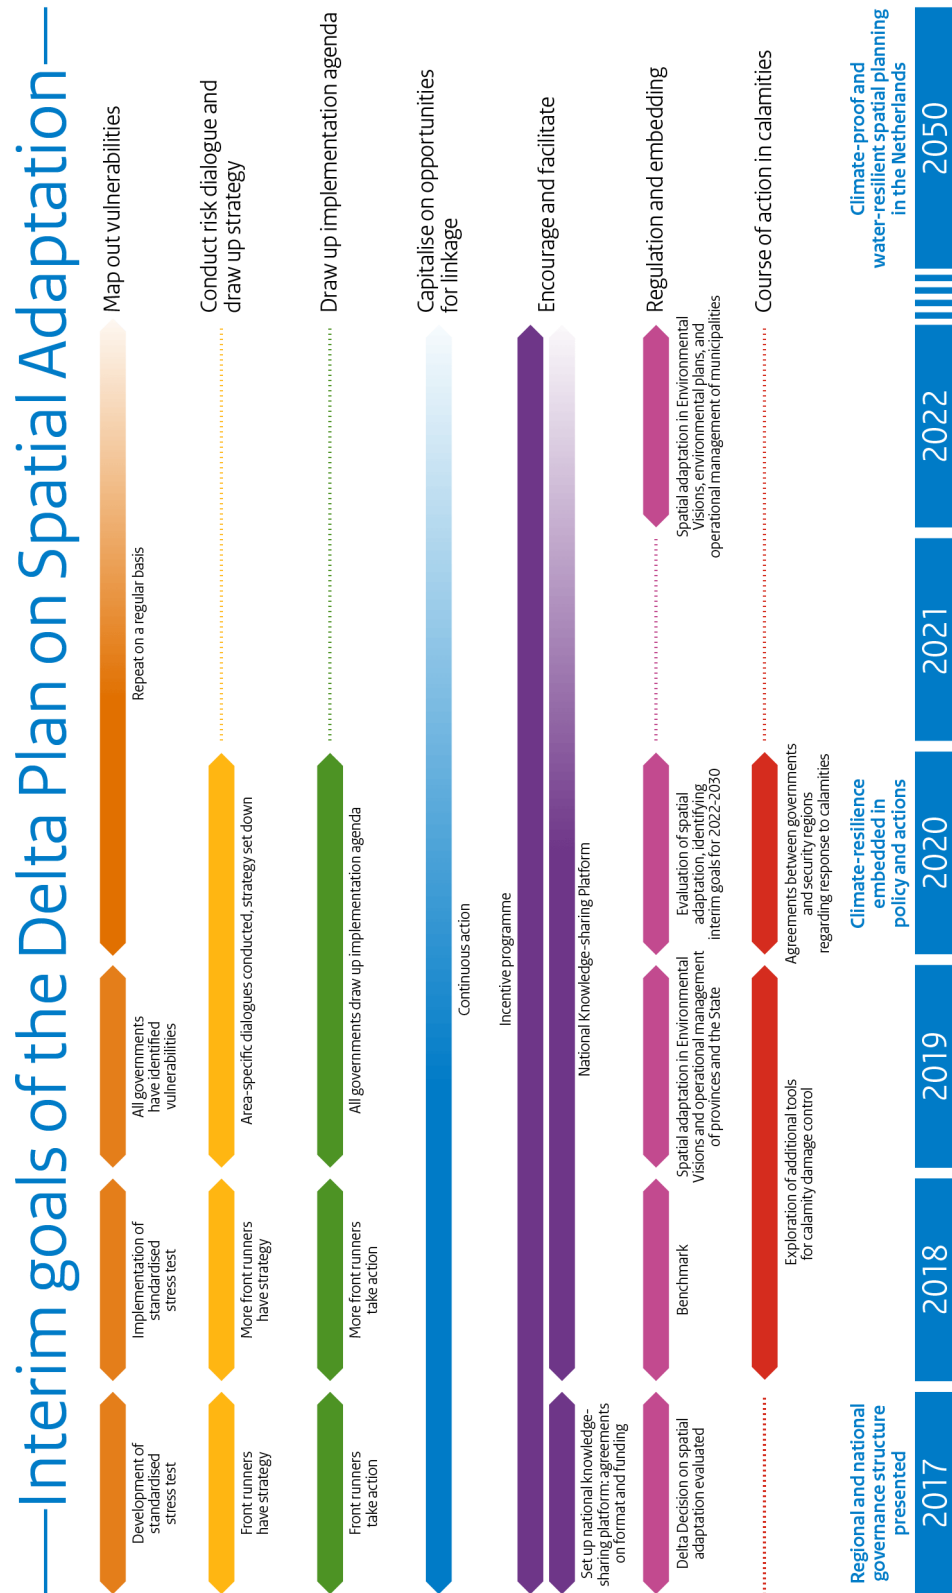 Interim goals of the Delta Plan on Spatial Adaptation
Map out vulnerabilities
Development of
standardised
stress test
Implementation of
standardised
stress test
All governments
have identified
vulnerabilities
Repeat on a regular basis
Conduct risk dialogue and
draw up strategy
Front runners
have strategy
More front runners
have strategy
Area-specific dialogues conducted, strategy set down
Draw up implementation agenda
Front runners
take action
More front runners
take action
All governments draw up implementation agenda
Capitalise on opportunities
for linkage
Continuous action
Encourage and facilitate
Incentive programme
Set up national knowledge-
sharing platform: agreements
on format and funding
National Knowledge-sharing Platform
Regulation and embedding
Delta Decision on spatial
adaptation evaluated
Benchmark
Spatial adaptation in Environmental
Visions and operational management
of provinces and the State
Evaluation of spatial
adaptation, identifying
interim goals for 2022-2030
Spatial adaptation in Environmental
Visions, environmental plans, and
operational management of municipalities
Course of action in calamities
Exploration of additional tools
for calamity damage control
Agreements between governments
and security regions
regarding response to calamities
Regional and national
governance structure
presented
Climate-resilience
embedded in
policy and actions
Climate-proof and
water-resilient spatial planning
in the Netherlands
2017
2018
2019
2020
2021
2022
2050